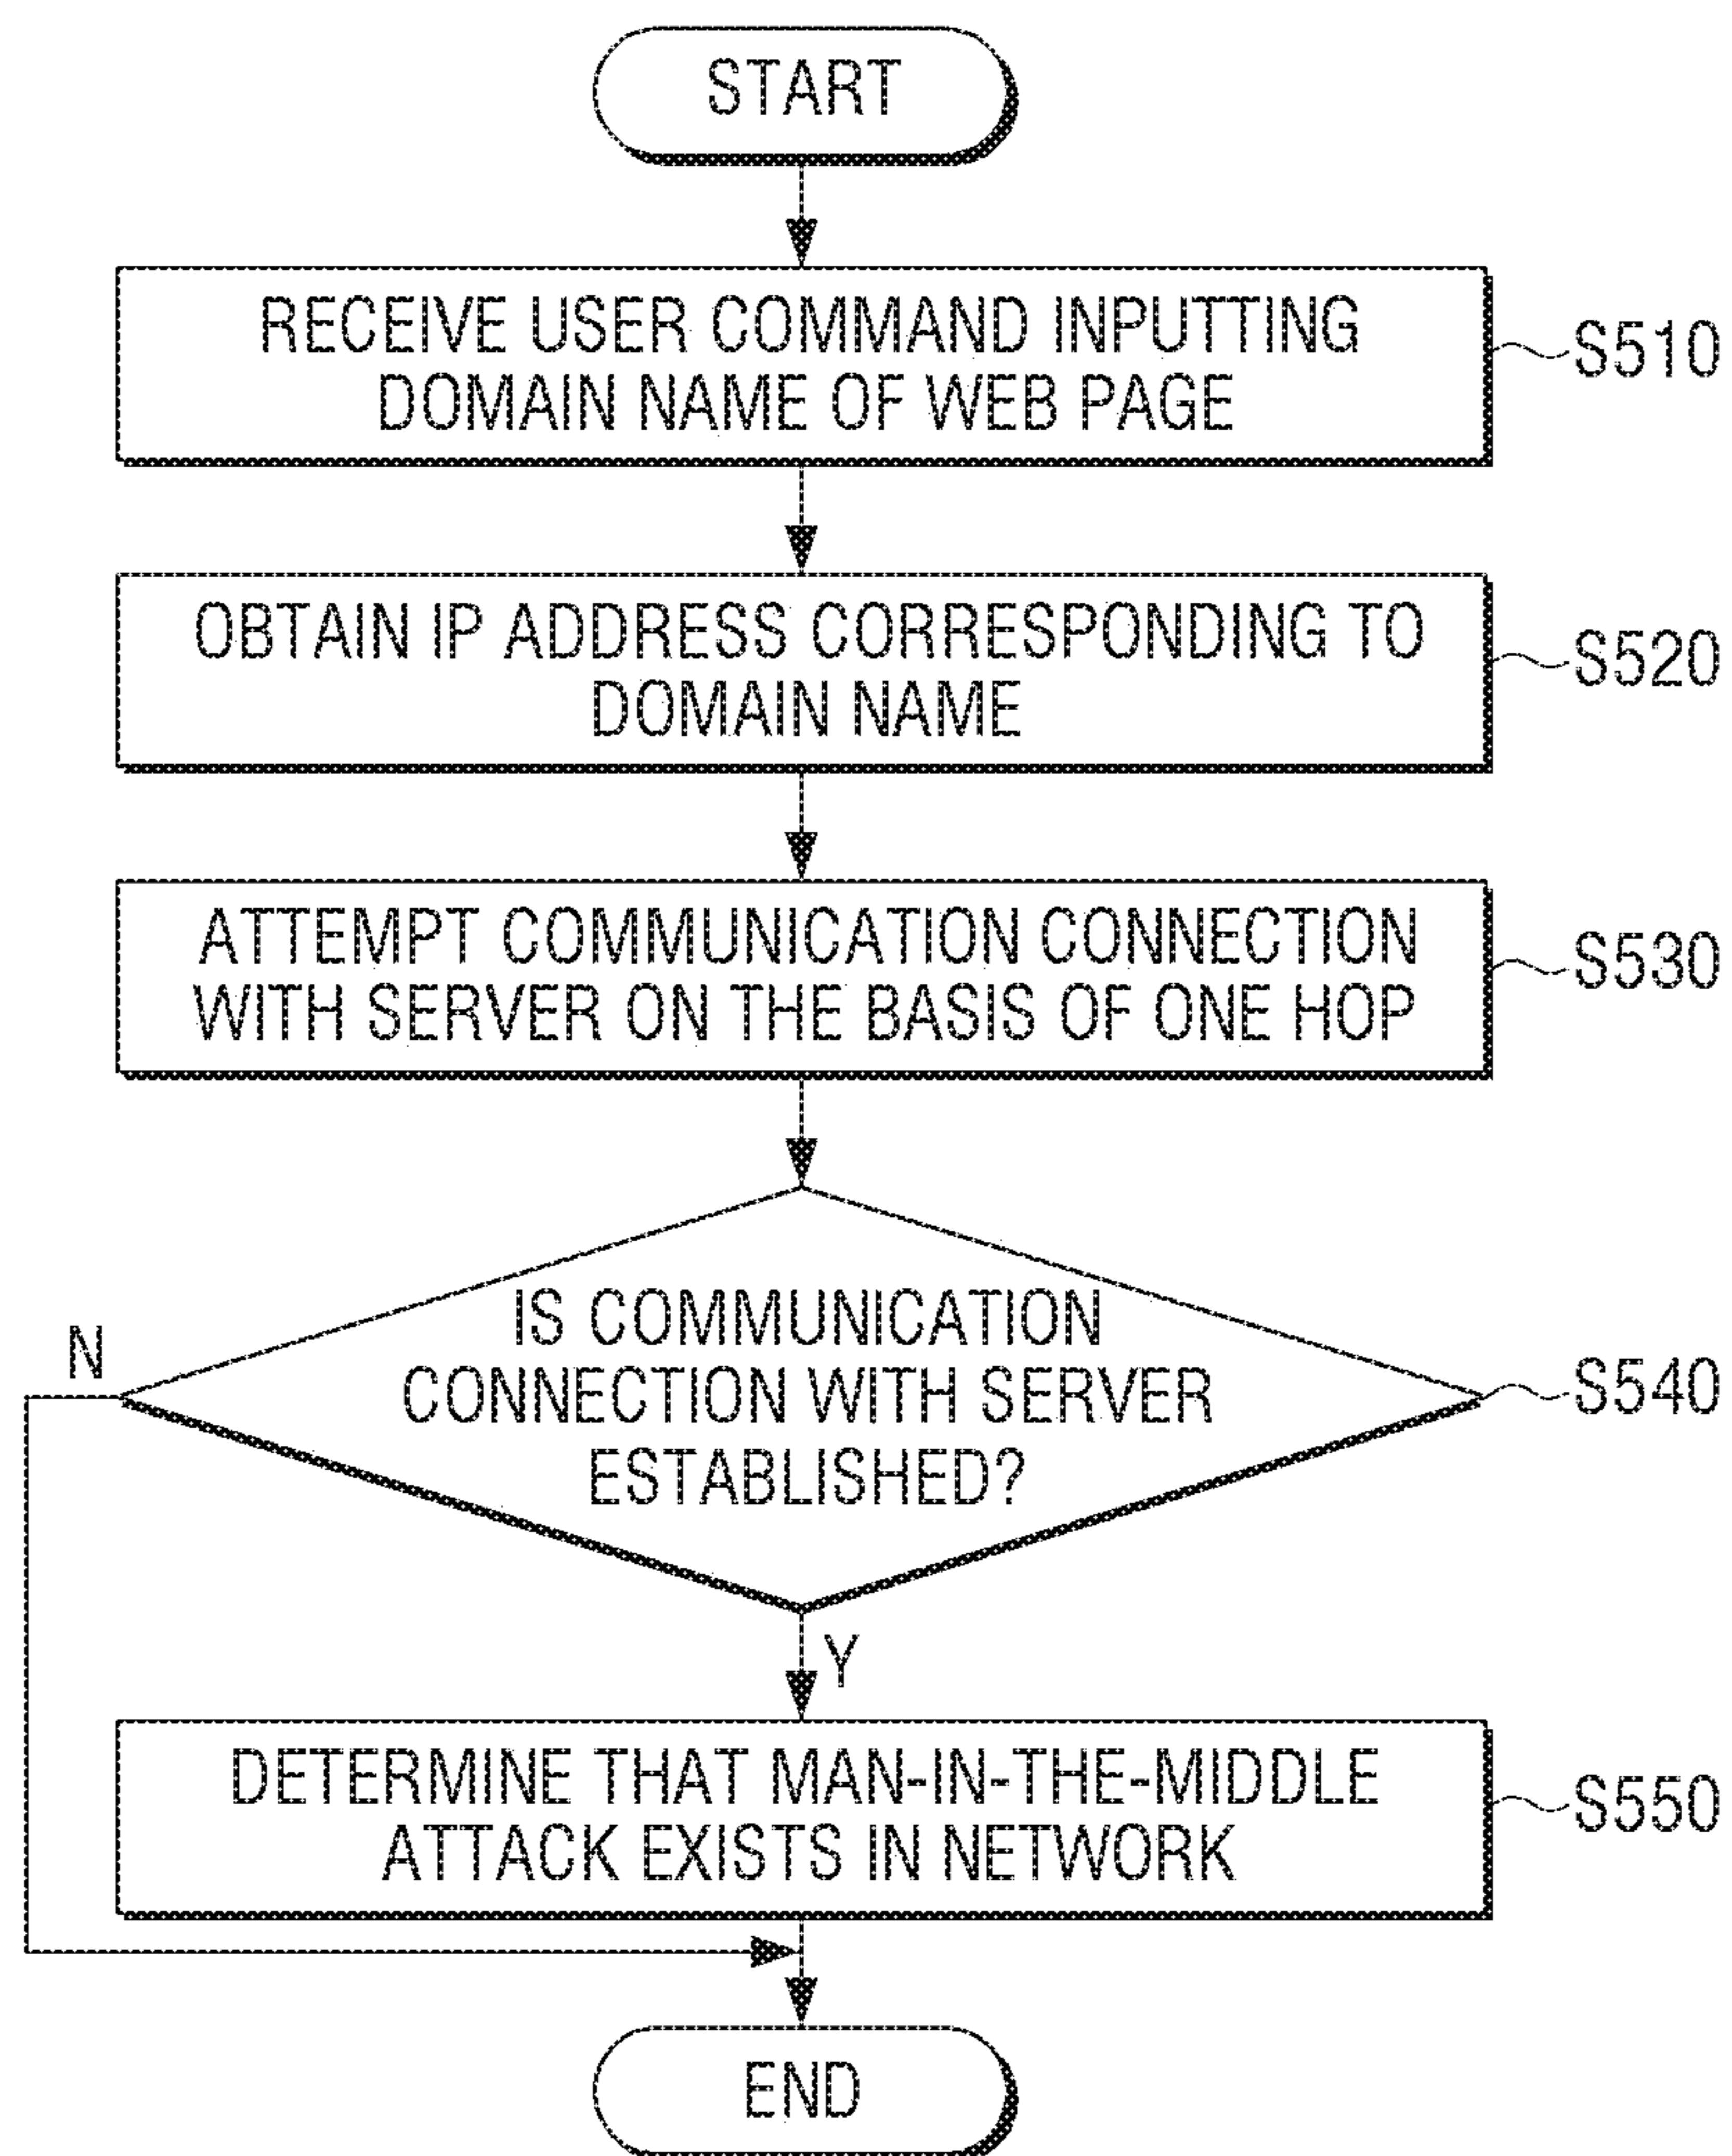 START
RECEIVE USER COMMAND INPUTTING
DOMAIN NAME OF WEB PAGE
S510
OBTAIN IP ADDRESS CORRESPONDING TO
DOMAIN NAME
S520
ATTEMPT COMMUNICATION CONNECTION
WITH SERVER ON THE BASIS OF ONE HOP
S530
IS COMMUNICATION
CONNECTION WITH SERVER
ESTABLISHED?
S540
N
Y
DETERMINE THAT MAN-IN-THE-MIDDLE
ATTACK EXISTS IN NETWORK
S550
END